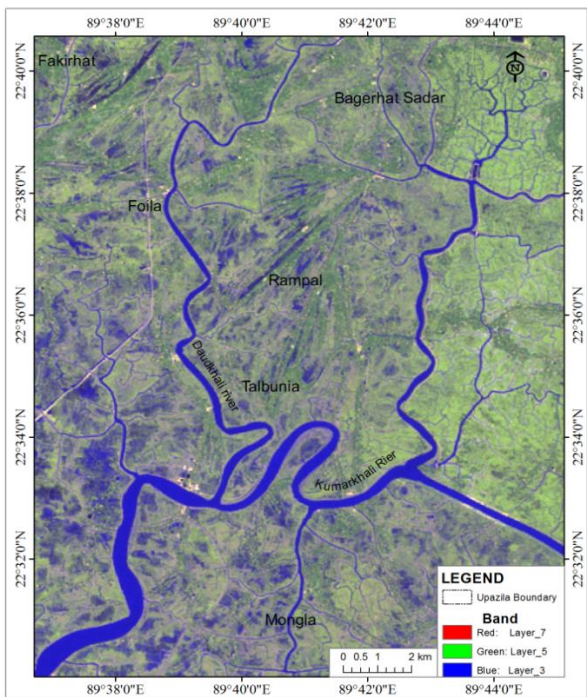 89°38'0"E 89°40'0"E 89°42'0"E 89°44'0"E
22°40'0"N 22°40'0"N
Fakirhat
N
Bagerhat Sadar
22°38'0"N 22°38'0"N
Foila
Rampal
22°36'0"N 22°36'0"N
Daudkhali river
Talbunia
22°34'0"N 22°34'0"N
Kumarkhali Rier
22°32'0"N 22°32'0"N
Mongla
LEGEND
Upazila Boundary
Band
Red: Layer_7
Green: Layer_5
Blue: Layer_3
0 0.5 1 2 km
89°38'0"E 89°40'0"E 89°42'0"E 89°44'0"E